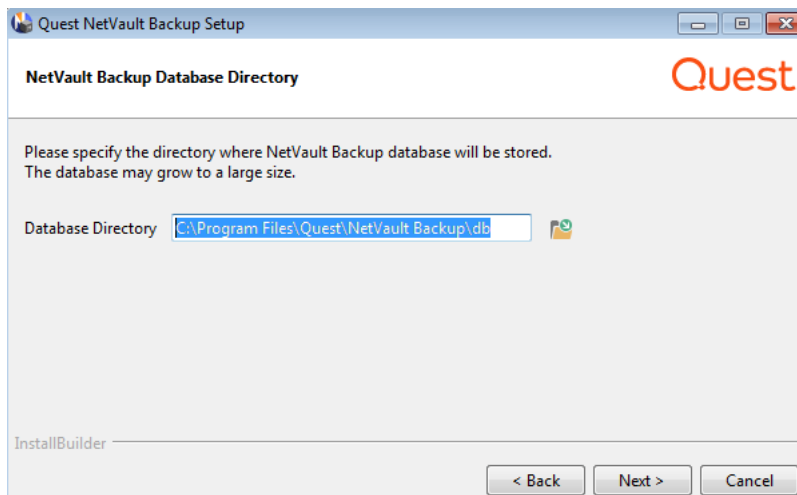 Quest NetVault Backup Setup
NetVault Backup Database Directory
Quest
Please specify the directory where NetVault Backup database will be stored.
The database may grow to a large size.
Database Directory C:\Program Files\Quest\NetVault Backup\db
InstallBuilder
< Back Next > Cancel